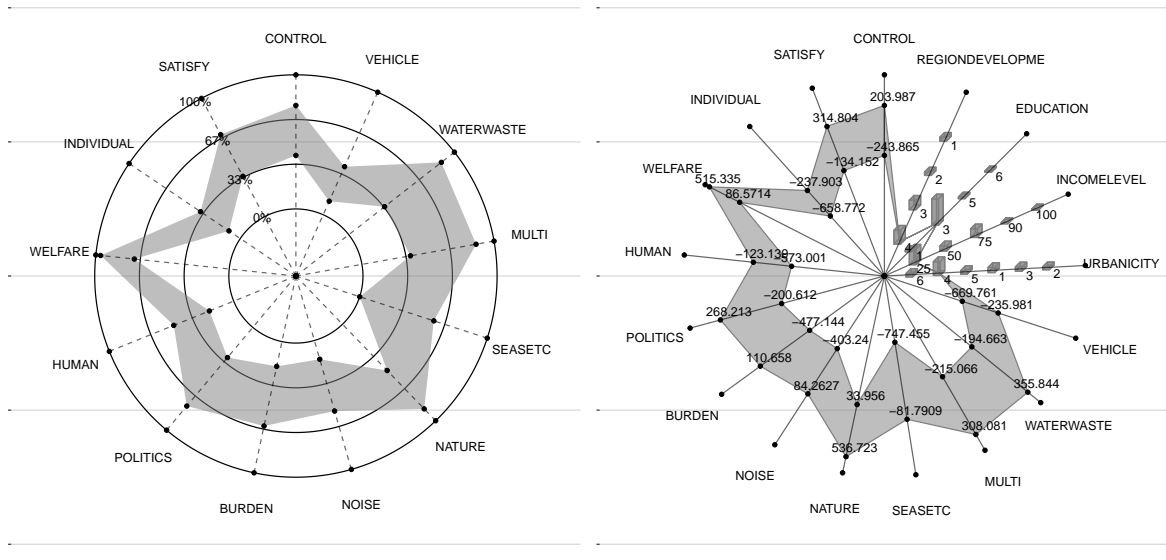 CONTROL
VEHICLE
SATISFY
100%
WATERWASTE
67%
INDIVIDUAL
33%
0%
WELFARE
MULTI
SEASETC
HUMAN
NATURE
POLITICS
BURDEN
NOISE
CONTROL
SATISFY
REGIONDEVELOPME
INDIVIDUAL
203.987
EDUCATION
314.804
1
−243.865
WELFARE
−134.152
2
6
INCOMELEVEL
515.335
−237.903
86.5714
5
100
−658.772
3
3
90
75
4
HUMAN
−123.139
−573.001
1
50
URBANICITY
25
6
4
5
1
3
2
−669.761
−200.612
−235.981
268.213
POLITICS
−477.144
−747.455
−194.663
VEHICLE
−403.24
110.658
−215.066
84.2627
33.956
355.844
BURDEN
−81.7909
308.081
WATERWASTE
536.723
NOISE
MULTI
NATURE
SEASETC